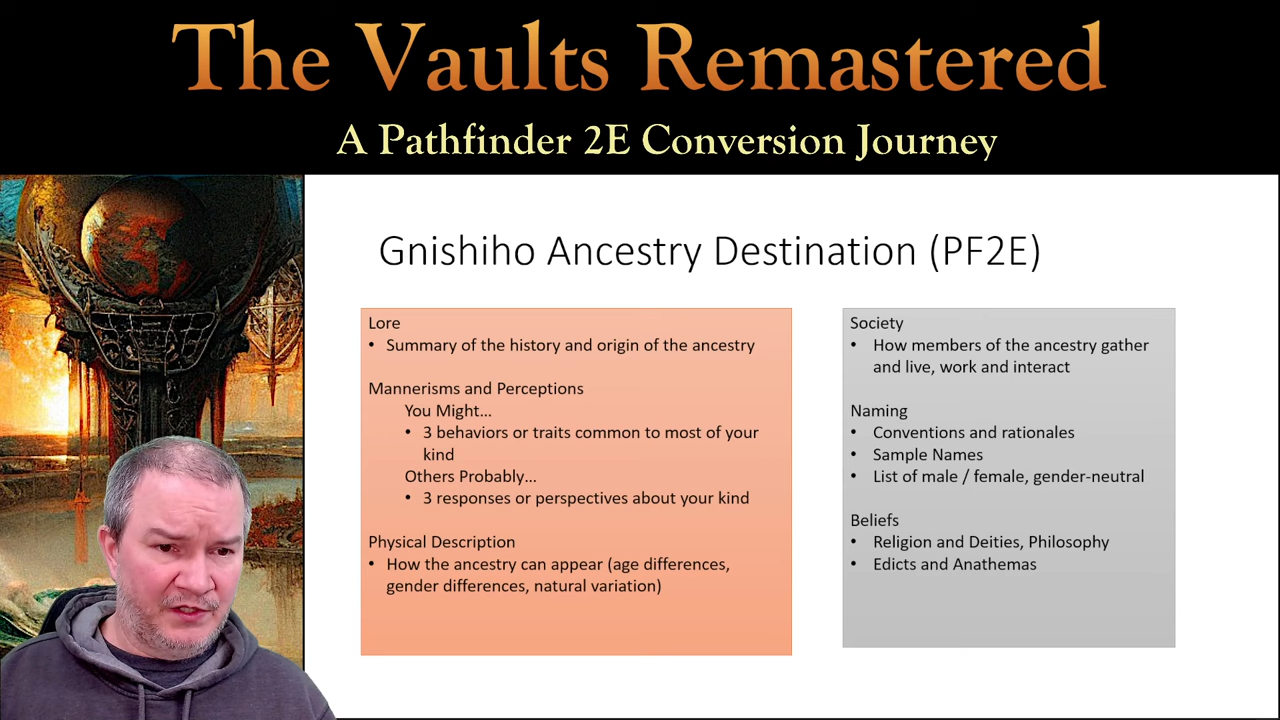 The Vaults Remastered
A Pathfinder 2E Conversion Journey
Gnishiho Ancestry Destination (PF2E)
Lore
• Summary of the history and origin of the ancestry
Mannerisms and Perceptions
You Might...
• 3 behaviors or traits common to most of your
kind
Others Probably...
• 3 responses or perspectives about your kind
Physical Description
• How the ancestry can appear (age differences,
gender differences, natural variation)
Society
• How members of the ancestry gather
and live, work and interact
Naming
• Conventions and rationales
• Sample Names
• List of male / female, gender-neutral
Beliefs
• Religion and Deities, Philosophy
• Edicts and Anathemas